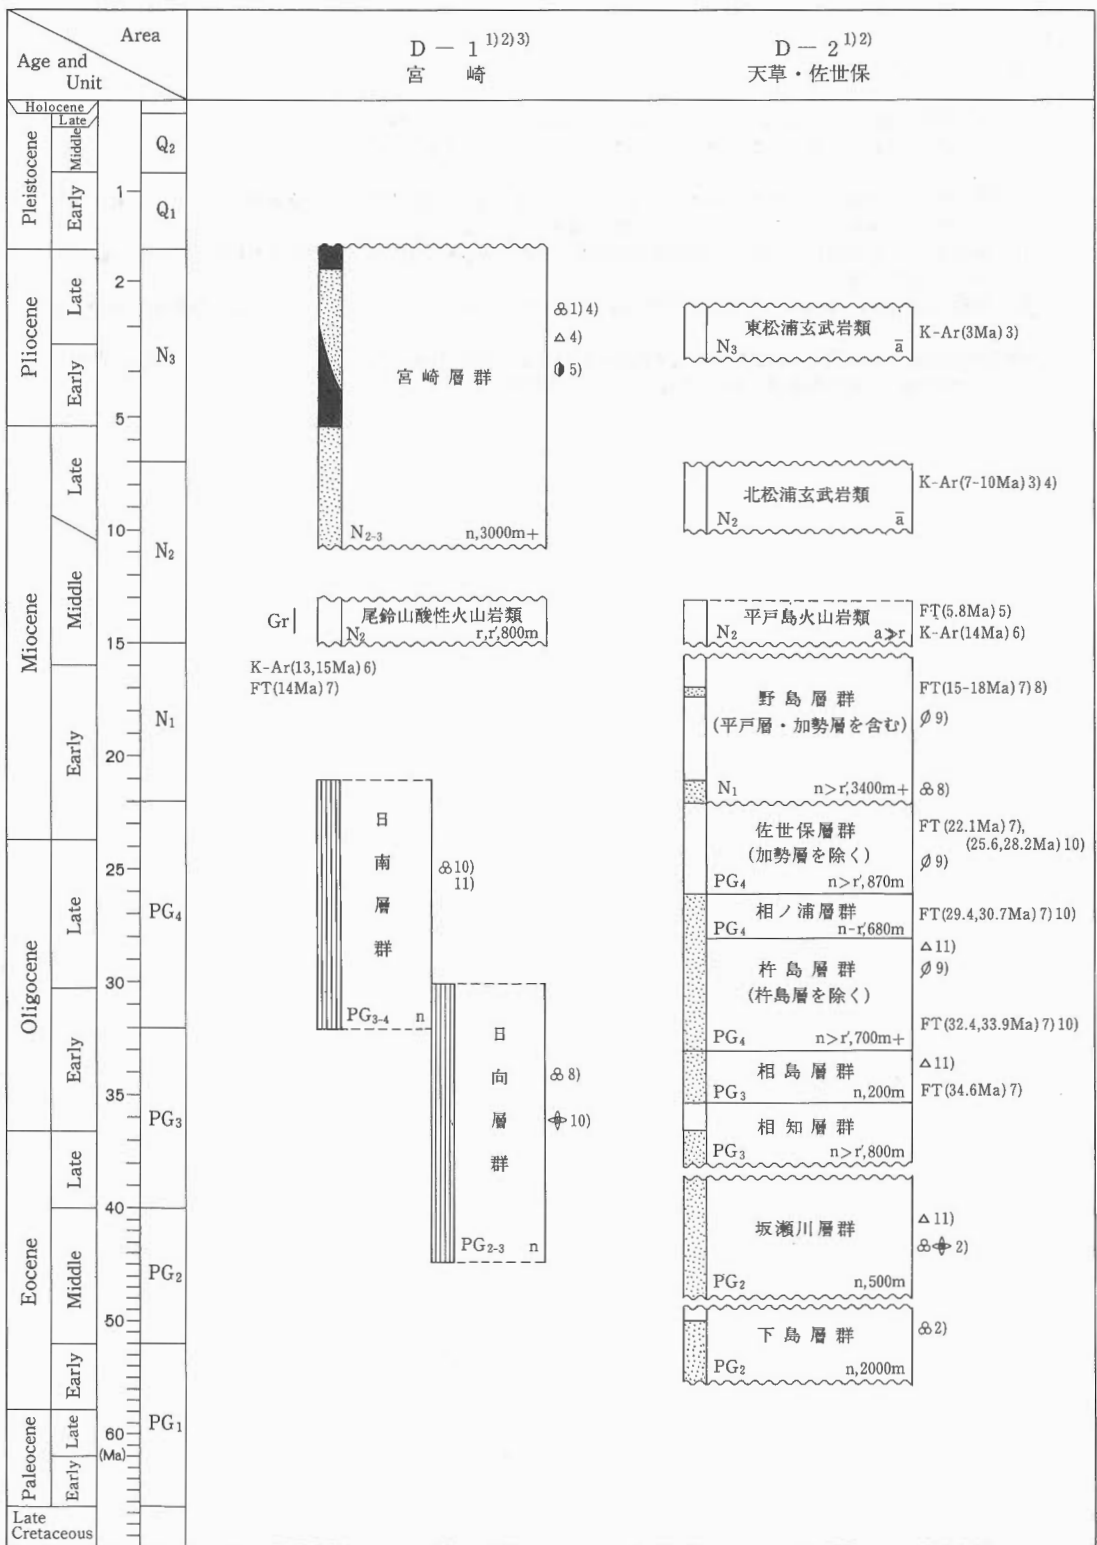 Area
Age and
Unit
D — 1 1)2)3)
宮 崎
D — 2 1)2)
天草・佐世保
Holocene
Late
Pleistocene
Middle
Early
Q2
Q1
1
Pliocene
Late
Early
2
5
N3
Miocene
Late
Middle
Early
10
15
20
N2
N1
Oligocene
Late
Early
25
30
35
PG4
PG3
Eocene
Late
Middle
Early
40
50
PG2
Paleocene
Late
Early
60
(Ma)
PG1
Late
Cretaceous
宮 崎 層 群
N2-3 n,3000m+
1) 4)
4)
5)
Gr
尾鈴山酸性火山岩類
N2 r,r′,800m
K-Ar(13,15Ma) 6)
FT(14Ma) 7)
日南層群
PG3-4 n
10)
11)
日向層群
PG2-3 n
8)
10)
東松浦玄武岩類
N3 a̅
K-Ar(3Ma) 3)
北松浦玄武岩類
N2 a̅
K-Ar(7-10Ma) 3) 4)
平戸島火山岩類
N2 a≫r
FT(5.8Ma) 5)
K-Ar(14Ma) 6)
野 島 層 群
(平戸層・加勢層を含む)
N1 n>r′,3400m+
FT(15-18Ma) 7) 8)
9)
8)
佐世保層群
(加勢層を除く)
PG4 n>r′,870m
FT(22.1Ma) 7),
(25.6,28.2Ma) 10)
9)
相ノ浦層群
PG4 n-r′,680m
FT(29.4,30.7Ma) 7) 10)
杵 島 層 群
(杵島層を除く)
PG4 n>r′,700m+
11)
9)
FT(32.4,33.9Ma) 7) 10)
相 島 層 群
PG3 n,200m
11)
FT(34.6Ma) 7)
相 知 層 群
PG3 n>r′,800m
坂瀬川層群
PG2 n,500m
11)
2)
下 島 層 群
PG2 n,2000m
2)